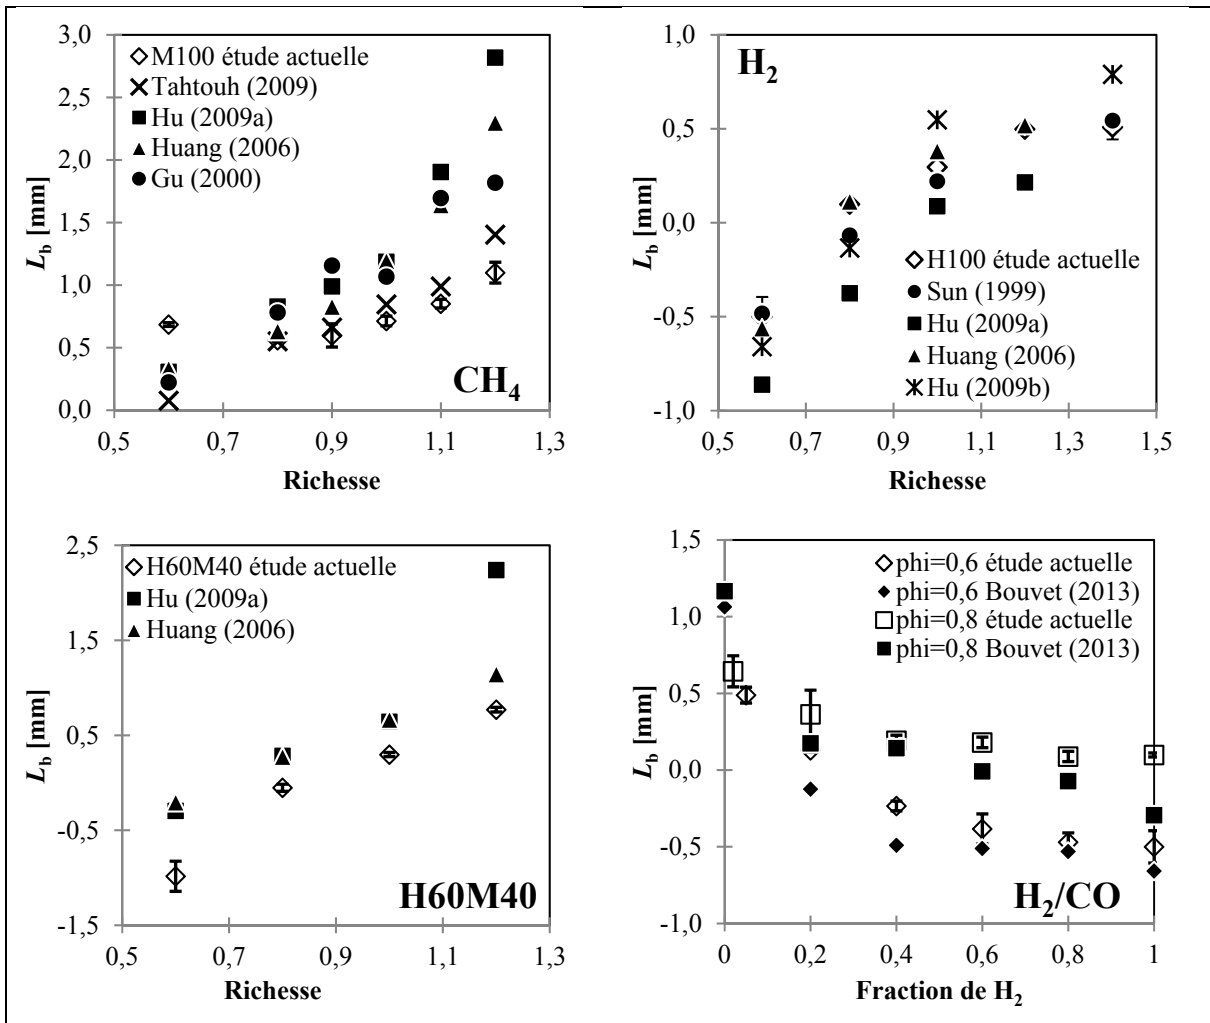 3,0
2,5
2,0
1,5
1,0
0,5
0,0
L_b [mm]
M100 étude actuelle
Tahtouh (2009)
Hu (2009a)
Huang (2006)
Gu (2000)
CH₄
0,5 0,7 0,9 1,1 1,3
Richesse
1,0
0,5
0,0
-0,5
-1,0
L_b [mm]
H₂
H100 étude actuelle
Sun (1999)
Hu (2009a)
Huang (2006)
Hu (2009b)
0,5 0,7 0,9 1,1 1,3 1,5
Richesse
2,5
1,5
0,5
-0,5
-1,5
L_b [mm]
H60M40 étude actuelle
Hu (2009a)
Huang (2006)
H60M40
0,5 0,7 0,9 1,1 1,3
Richesse
1,5
1,0
0,5
0,0
-0,5
-1,0
L_b [mm]
phi=0,6 étude actuelle
phi=0,6 Bouvet (2013)
phi=0,8 étude actuelle
phi=0,8 Bouvet (2013)
H₂/CO
0 0,2 0,4 0,6 0,8 1
Fraction de H₂